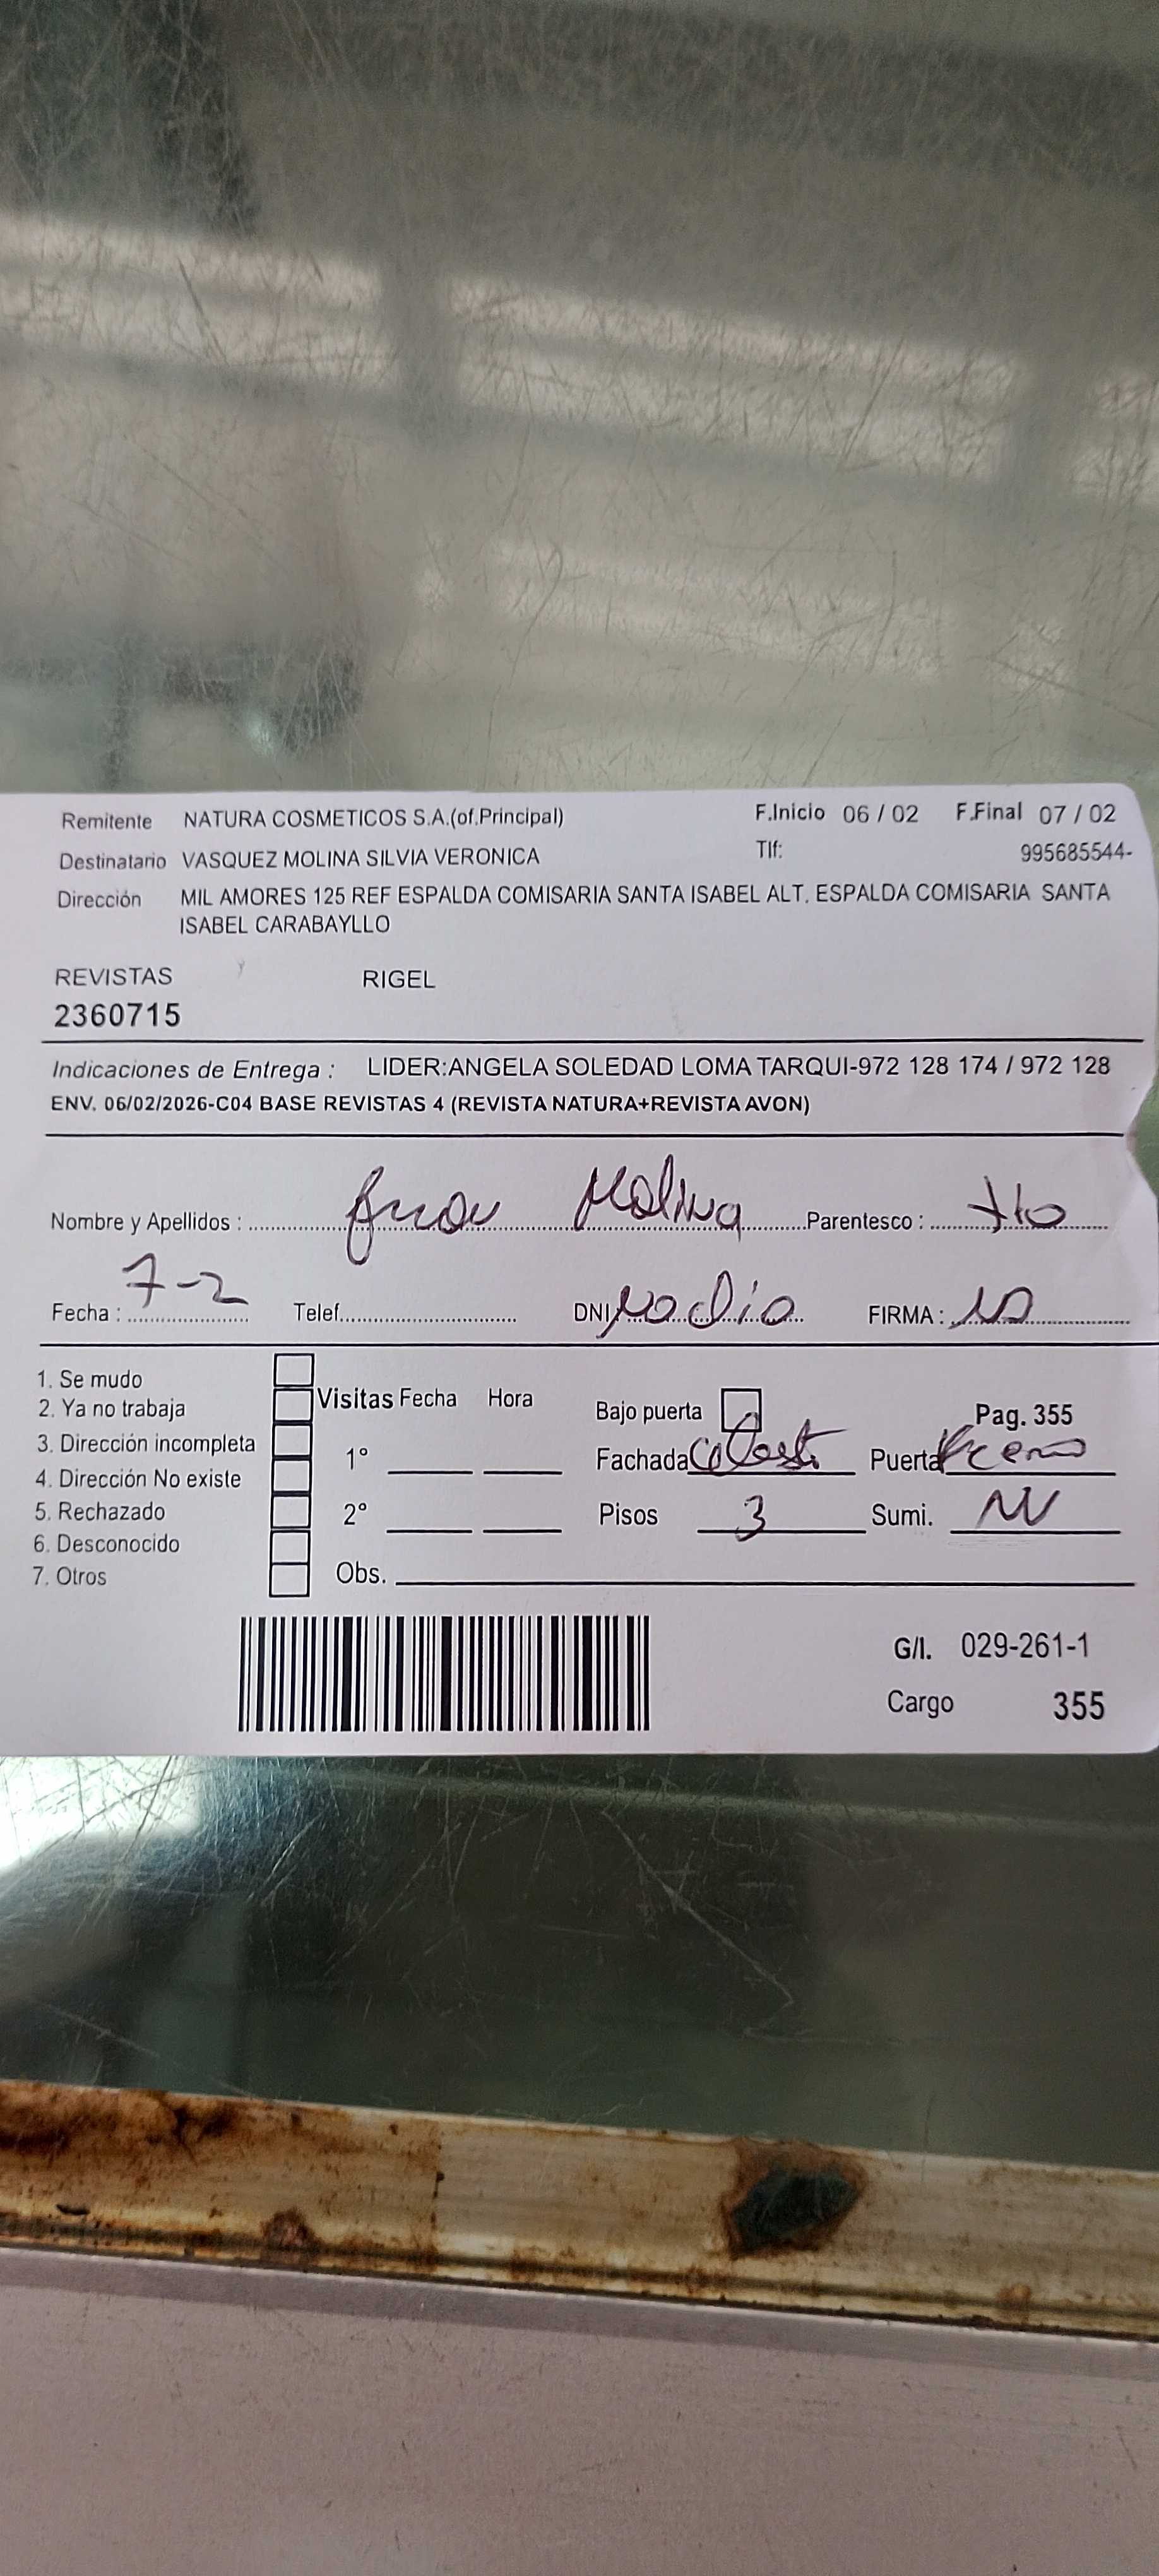 Remitente NATURA COSMETICOS S.A.(of.Principal) F.Inicio 06 / 02 F.Final 07 / 02
Destinatario VASQUEZ MOLINA SILVIA VERONICA Tlf: 995685544-
Dirección MIL AMORES 125 REF ESPALDA COMISARIA SANTA ISABEL ALT. ESPALDA COMISARIA SANTA
ISABEL CARABAYLLO
REVISTAS RIGEL
2360715
Indicaciones de Entrega : LIDER:ANGELA SOLEDAD LOMA TARQUI-972 128 174 / 972 128
ENV. 06/02/2026-C04 BASE REVISTAS 4 (REVISTA NATURA+REVISTA AVON)
Nombre y Apellidos : Molina Parentesco : tio
Fecha : 7-2 Telef. DNI no dio FIRMA :
1. Se mudo
2. Ya no trabaja
3. Dirección incompleta
4. Dirección No existe
5. Rechazado
6. Desconocido
7. Otros
Visitas Fecha Hora
1°
2°
Obs.
Bajo puerta Pag. 355
Fachada Celeste Puerta
Pisos 3 Sumi.
G/I. 029-261-1
Cargo 355